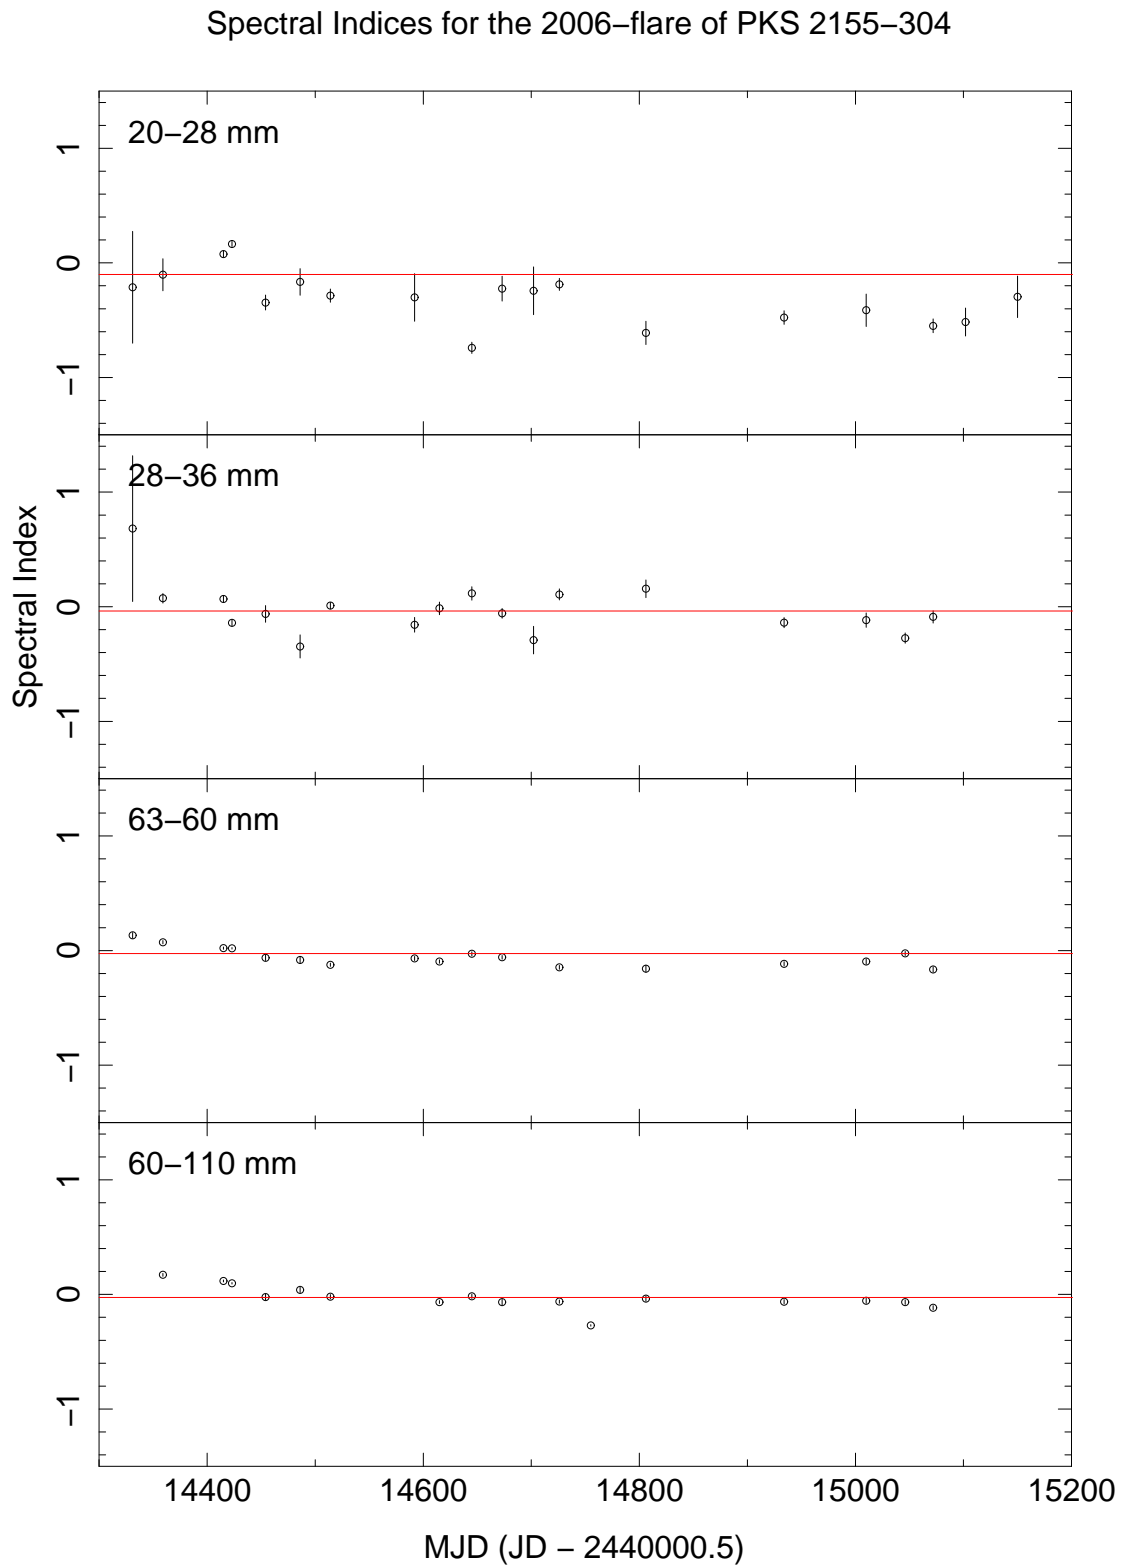 Spectral Indices for the 2006−flare of PKS 2155−304
20−28 mm
1
0
−1
28−36 mm
1
0
−1
Spectral Index
63−60 mm
1
0
−1
60−110 mm
1
0
−1
14400 14600 14800 15000 15200
MJD (JD − 2440000.5)